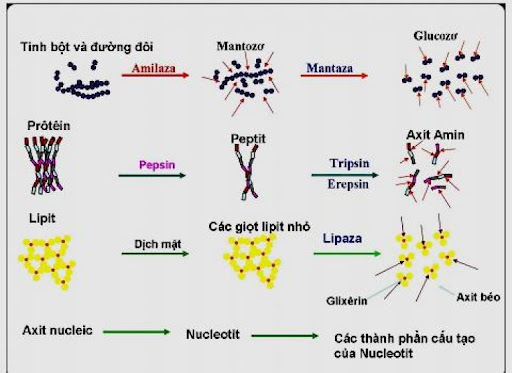 Tinh bột và đường đôi
Amilaza
Mantozơ
Mantaza
Glucozơ
Prôtêin
Pepsin
Peptit
Tripsin
Erepsin
Axit Amin
Lipit
Dịch mật
Các giọt lipit nhỏ
Lipaza
Glixêrin
Axit béo
Axit nucleic
Nucleotit
Các thành phần cấu tạo
của Nucleotit